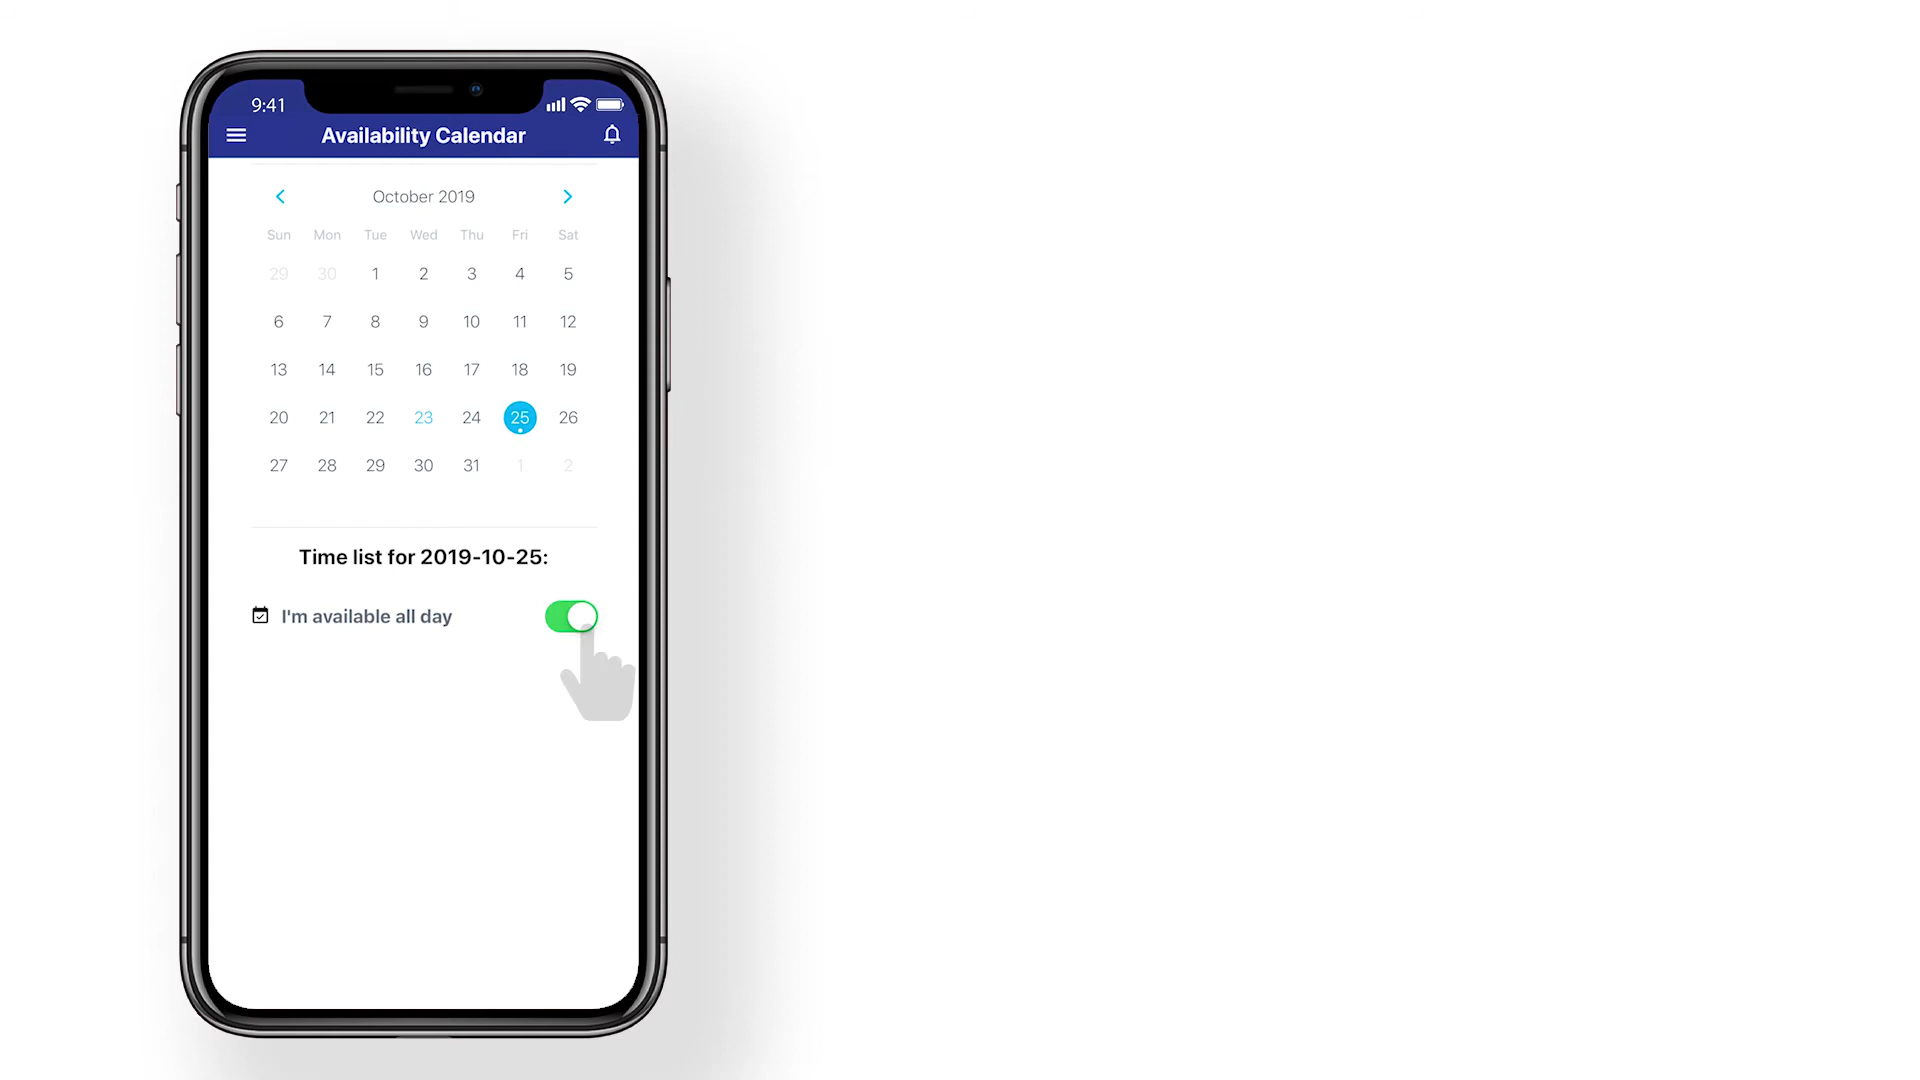 9:41
Availability Calendar
October 2019
Sun Mon Tue Wed Thu Fri Sat
29 30 1 2 3 4 5
6 7 8 9 10 11 12
13 14 15 16 17 18 19
20 21 22 23 24 25 26
27 28 29 30 31 1 2
Time list for 2019-10-25:
I'm available all day